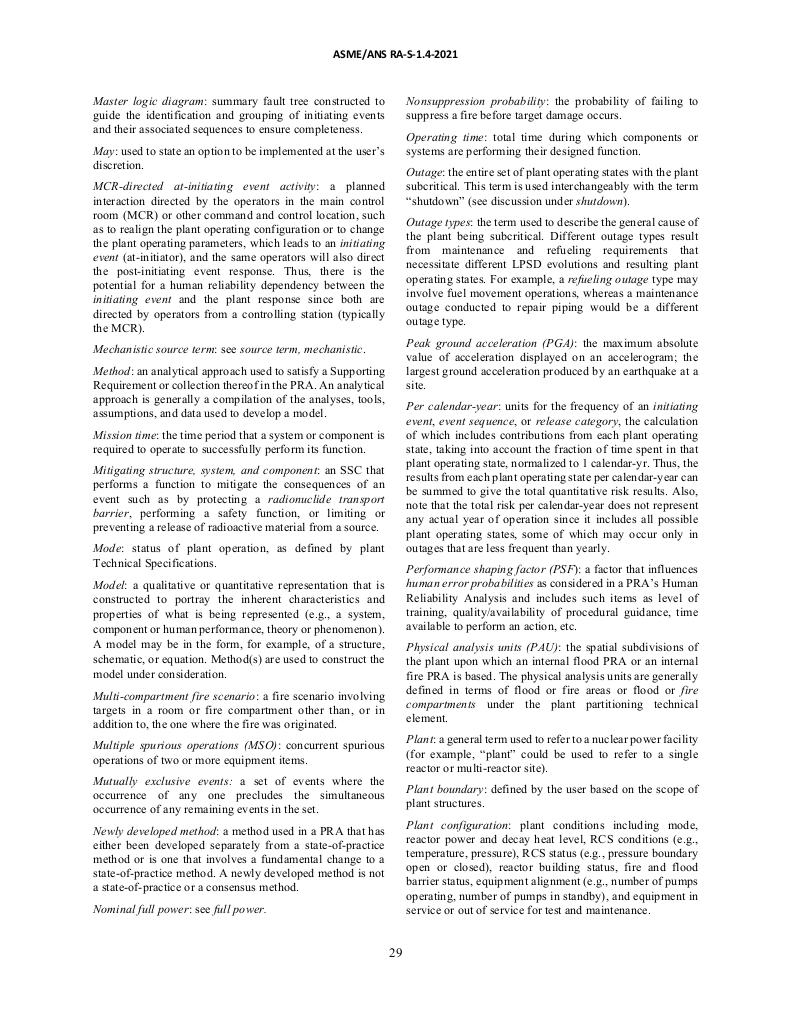 ASME/ANS RA-S-1.4-2021
Master logic diagram: summary fault tree constructed to
guide the identification and grouping of initiating events
and their associated sequences to ensure completeness.
May: used to state an option to be implemented at the user's
discretion.
MCR-directed at-initiating event activity: a planned
interaction directed by the operators in the main control
room (MCR) or other command and control location, such
as to realign the plant operating configuration or to change
the plant operating parameters, which leads to an initiating
event (at-initiator), and the same operators will also direct
the post-initiating event response. Thus, there is the
potential for a human reliability dependency between the
initiating event and the plant response since both are
directed by operators from a controlling station (typically
the MCR).
Mechanistic source term: see source term, mechanistic.
Method: an analytical approach used to satisfy a Supporting
Requirement or collection thereof in the PRA. An analytical
approach is generally a compilation of the analyses, tools,
assumptions, and data used to develop a model.
Mission time: the time period that a system or component is
required to operate to successfully perform its function.
Mitigating structure, system, and component: an SSC that
performs a function to mitigate the consequences of an
event such as by protecting a radionuclide transport
barrier, performing a safety function, or limiting or
preventing a release of radioactive material from a source.
Mode: status of plant operation, as defined by plant
Technical Specifications.
Model: a qualitative or quantitative representation that is
constructed to portray the inherent characteristics and
properties of what is being represented (e.g., a system,
component or human performance, theory or phenomenon).
A model may be in the form, for example, of a structure,
schematic, or equation. Method(s) are used to construct the
model under consideration.
Multi-compartment fire scenario: a fire scenario involving
targets in a room or fire compartment other than, or in
addition to, the one where the fire was originated.
Multiple spurious operations (MSO): concurrent spurious
operations of two or more equipment items.
Mutually exclusive events: a set of events where the
occurrence of any one precludes the simultaneous
occurrence of any remaining events in the set.
Newly developed method: a method used in a PRA that has
either been developed separately from a state-of-practice
method or is one that involves a fundamental change to a
state-of-practice method. A newly developed method is not
a state-of-practice or a consensus method.
Nominal full power: see full power.
Nonsuppression probability: the probability of failing to
suppress a fire before target damage occurs.
Operating time: total time during which components or
systems are performing their designed function.
Outage: the entire set of plant operating states with the plant
subcritical. This term is used interchangeably with the term
"shutdown" (see discussion under shutdown).
Outage types: the term used to describe the general cause of
the plant being subcritical. Different outage types result
from maintenance and refueling requirements that
necessitate different LPSD evolutions and resulting plant
operating states. For example, a refueling outage type may
involve fuel movement operations, whereas a maintenance
outage conducted to repair piping would be a different
outage type.
Peak ground acceleration (PGA): the maximum absolute
value of acceleration displayed on an accelerogram; the
largest ground acceleration produced by an earthquake at a
site.
Per calendar-year: units for the frequency of an initiating
event, event sequence, or release category, the calculation
of which includes contributions from each plant operating
state, taking into account the fraction of time spent in that
plant operating state, normalized to 1 calendar-yr. Thus, the
results from each plant operating state per calendar-year can
be summed to give the total quantitative risk results. Also,
note that the total risk per calendar-year does not represent
any actual year of operation since it includes all possible
plant operating states, some of which may occur only in
outages that are less frequent than yearly.
Performance shaping factor (PSF): a factor that influences
human error probabilities as considered in a PRA's Human
Reliability Analysis and includes such items as level of
training, quality/availability of procedural guidance, time
available to perform an action, etc.
Physical analysis units (PAU): the spatial subdivisions of
the plant upon which an internal flood PRA or an internal
fire PRA is based. The physical analysis units are generally
defined in terms of flood or fire areas or flood or fire
compartments under the plant partitioning technical
element.
Plant: a general term used to refer to a nuclear power facility
(for example, "plant" could be used to refer to a single
reactor or multi-reactor site).
Plant boundary: defined by the user based on the scope of
plant structures.
Plant configuration: plant conditions including mode,
reactor power and decay heat level, RCS conditions (e.g.,
temperature, pressure), RCS status (e.g., pressure boundary
open or closed), reactor building status, fire and flood
barrier status, equipment alignment (e.g., number of pumps
operating, number of pumps in standby), and equipment in
service or out of service for test and maintenance.
29